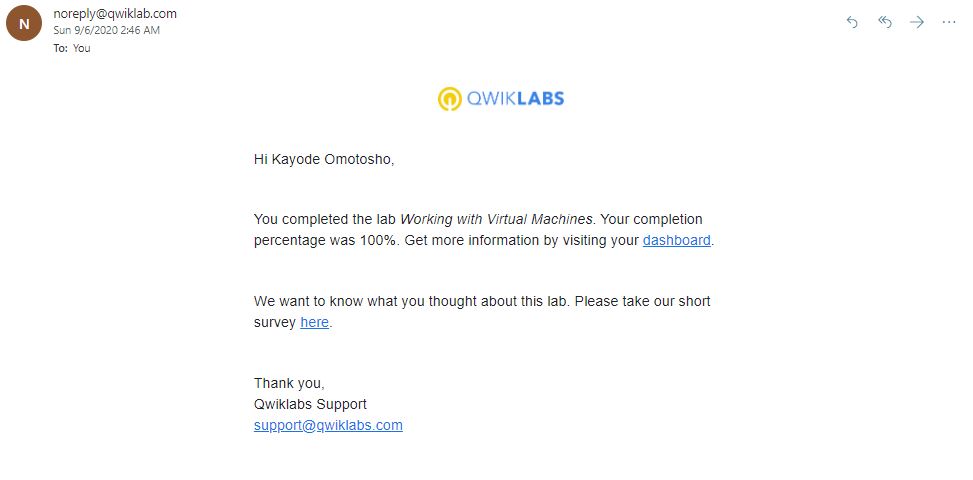 N
noreply@qwiklab.com
Sun 9/6/2020 2:46 AM
To: You
QWIKLABS
Hi Kayode Omotosho,
You completed the lab Working with Virtual Machines. Your completion
percentage was 100%. Get more information by visiting your dashboard.
We want to know what you thought about this lab. Please take our short
survey here.
Thank you,
Qwiklabs Support
support@qwiklabs.com